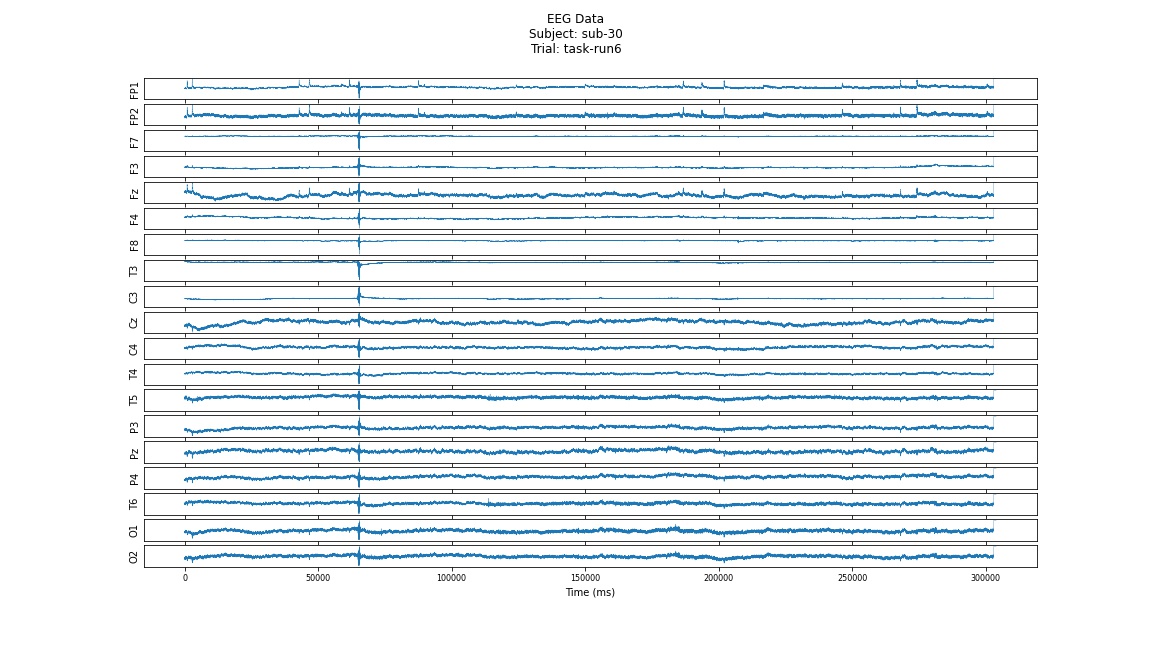 EEG Data
Subject: sub-30
Trial: task-run6
FP1
FP2
F7
F3
Fz
F4
F8
T3
C3
Cz
C4
T4
T5
P3
Pz
P4
T6
O1
O2
0 50000 100000 150000 200000 250000 300000
Time (ms)